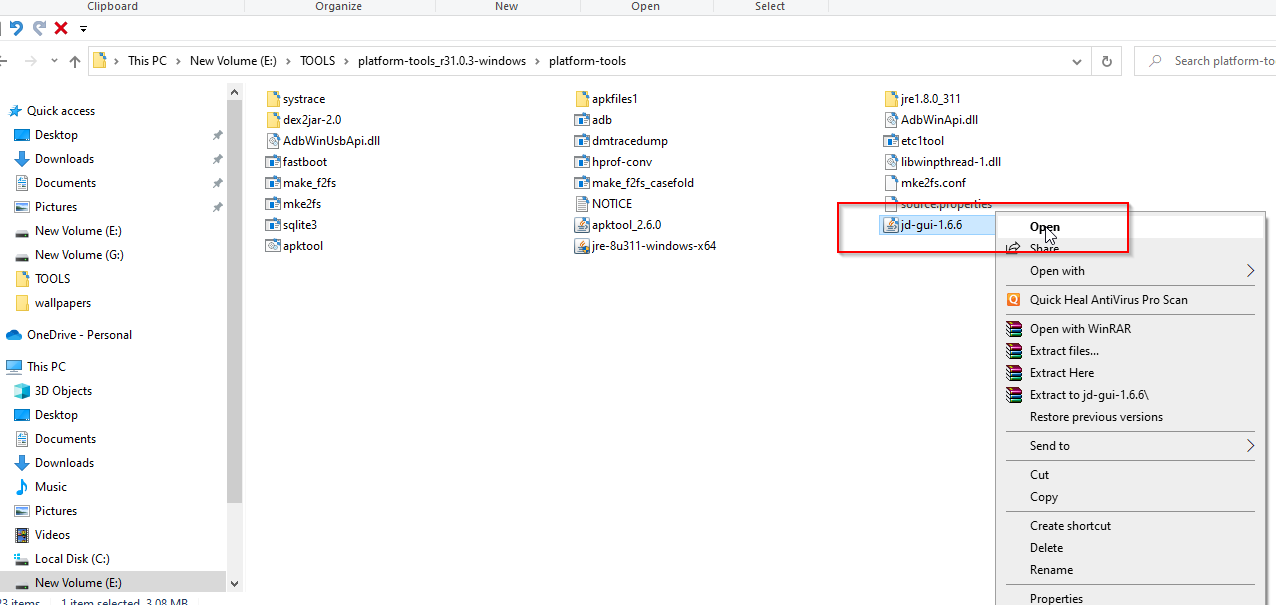 Clipboard
Organize
New
Open
Select
This PC
New Volume (E:)
TOOLS
platform-tools_r31.0.3-windows
platform-tools
Search platform-to
Quick access
Desktop
Downloads
Documents
Pictures
New Volume (E:)
New Volume (G:)
TOOLS
wallpapers
OneDrive - Personal
This PC
3D Objects
Desktop
Documents
Downloads
Music
Pictures
Videos
Local Disk (C:)
New Volume (E:)
systrace
dex2jar-2.0
AdbWinUsbApi.dll
fastboot
make_f2fs
mke2fs
sqlite3
apktool
apkfiles1
adb
dmtracedump
hprof-conv
make_f2fs_casefold
NOTICE
apktool_2.6.0
jre-8u311-windows-x64
jre1.8.0_311
AdbWinApi.dll
etc1tool
libwinpthread-1.dll
mke2fs.conf
source.properties
jd-gui-1.6.6
Open
Share
Open with
Quick Heal AntiVirus Pro Scan
Open with WinRAR
Extract files...
Extract Here
Extract to jd-gui-1.6.6\
Restore previous versions
Send to
Cut
Copy
Create shortcut
Delete
Rename
Properties
23 items
1 item selected 3.08 MB